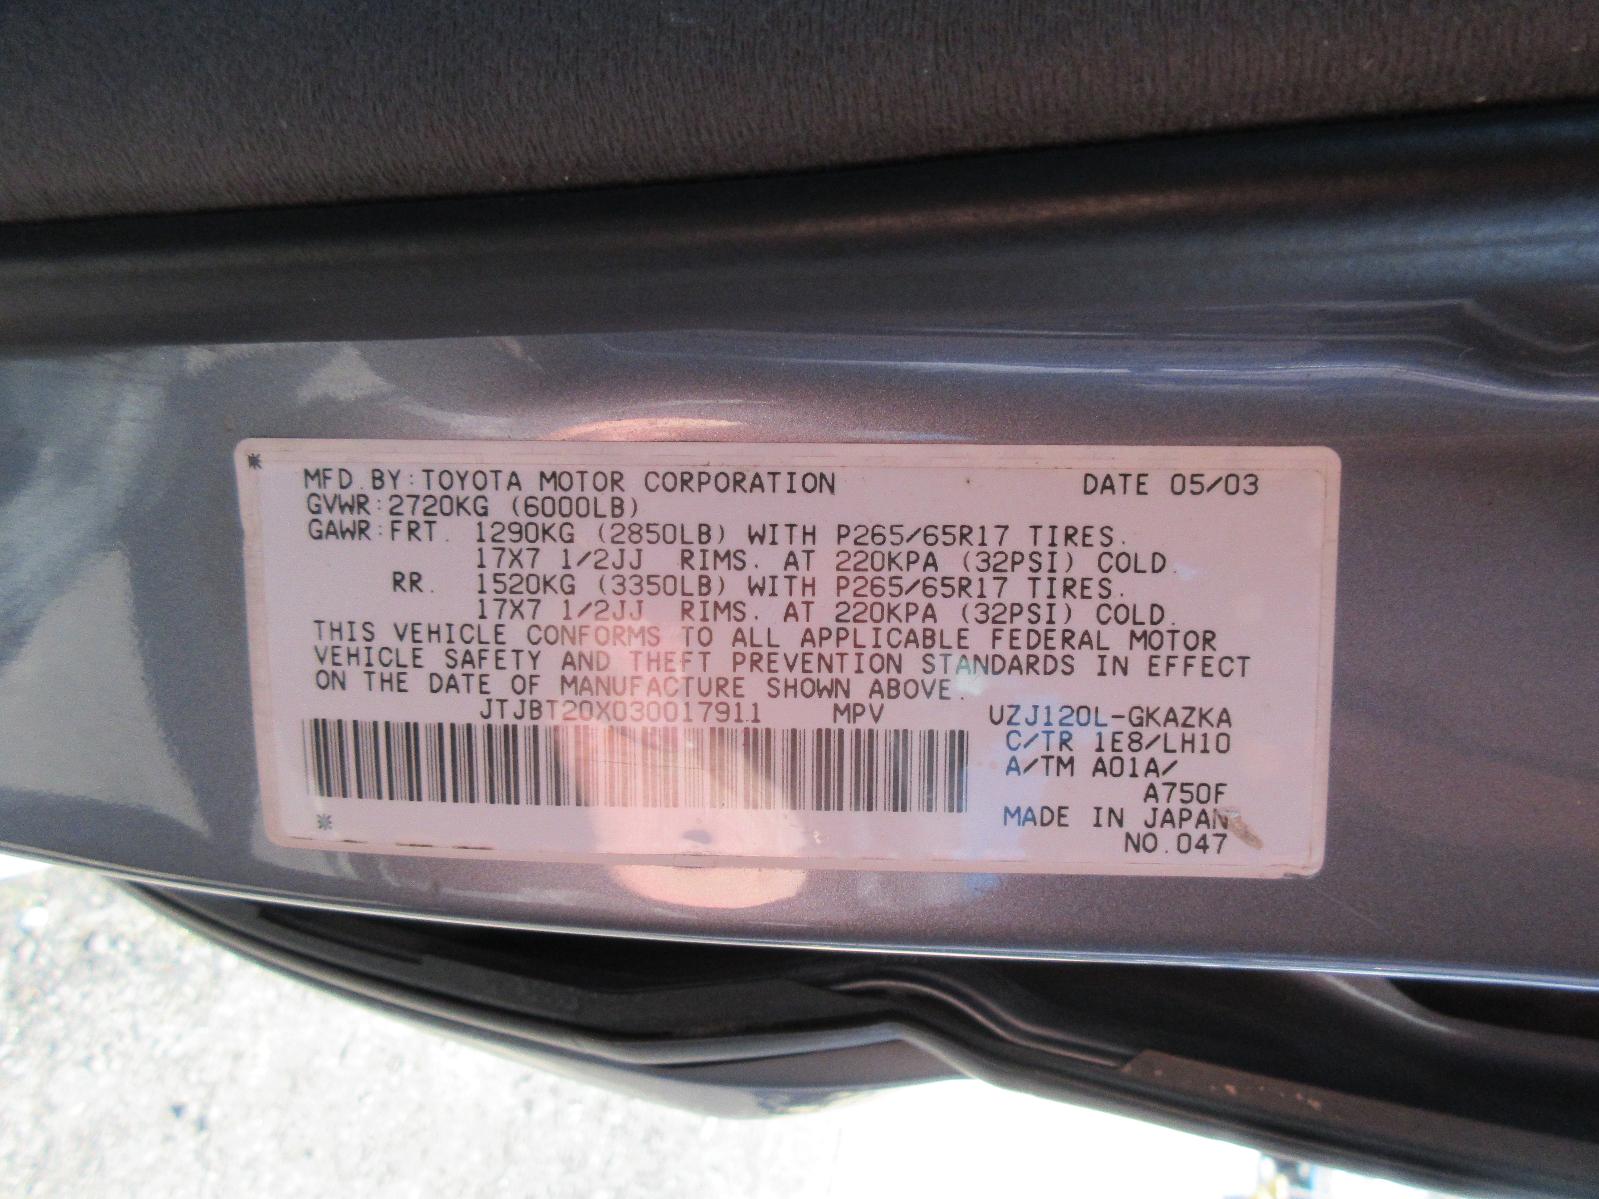 MFD. BY: TOYOTA MOTOR CORPORATION DATE 05/03
GVWR: 2720KG (6000LB)
GAWR: FRT. 1290KG (2850LB) WITH P265/65R17 TIRES.
17X7 1/2JJ RIMS. AT 220KPA (32PSI) COLD.
RR. 1520KG (3350LB) WITH P265/65R17 TIRES.
17X7 1/2JJ RIMS. AT 220KPA (32PSI) COLD.
THIS VEHICLE CONFORMS TO ALL APPLICABLE FEDERAL MOTOR
VEHICLE SAFETY AND THEFT PREVENTION STANDARDS IN EFFECT
ON THE DATE OF MANUFACTURE SHOWN ABOVE.
JTJBT20X030017911 MPV UZJ120L-GKAZKA
C/TR 1E8/LH10
A/TM A01A/
A750F
MADE IN JAPAN
NO. 047